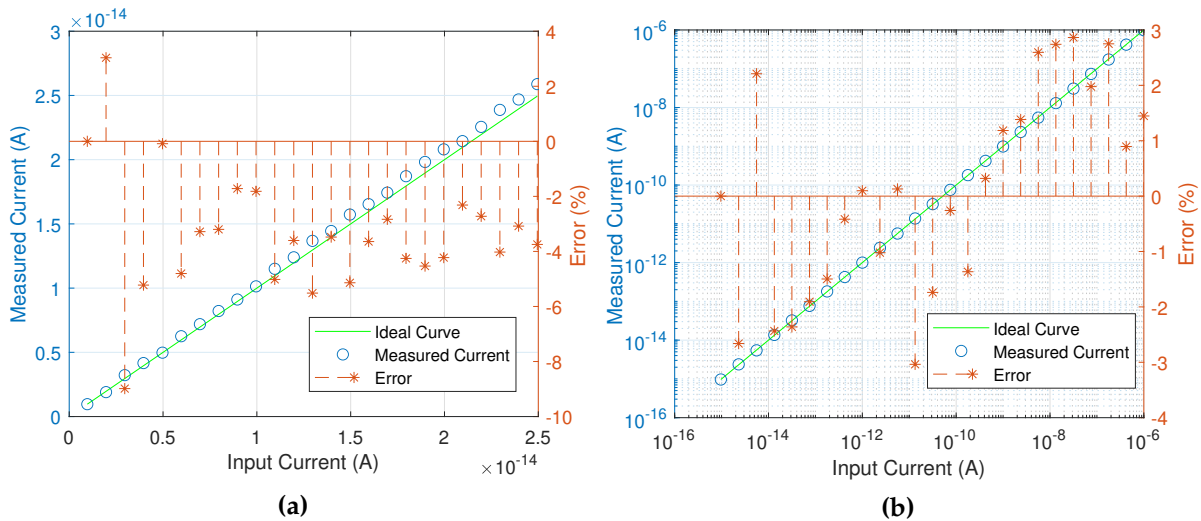 ×10^-14
3
2.5
2
1.5
1
0.5
0
Measured Current (A)
4
2
0
-2
-4
-6
-8
-10
Error (%)
Ideal Curve
Measured Current
Error
0 0.5 1 1.5 2 2.5
Input Current (A)
×10^-14
(a)
10^-6
10^-8
10^-10
10^-12
10^-14
10^-16
Measured Current (A)
3
2
1
0
-1
-2
-3
-4
Error (%)
Ideal Curve
Measured Current
Error
10^-16 10^-14 10^-12 10^-10 10^-8 10^-6
Input Current (A)
(b)